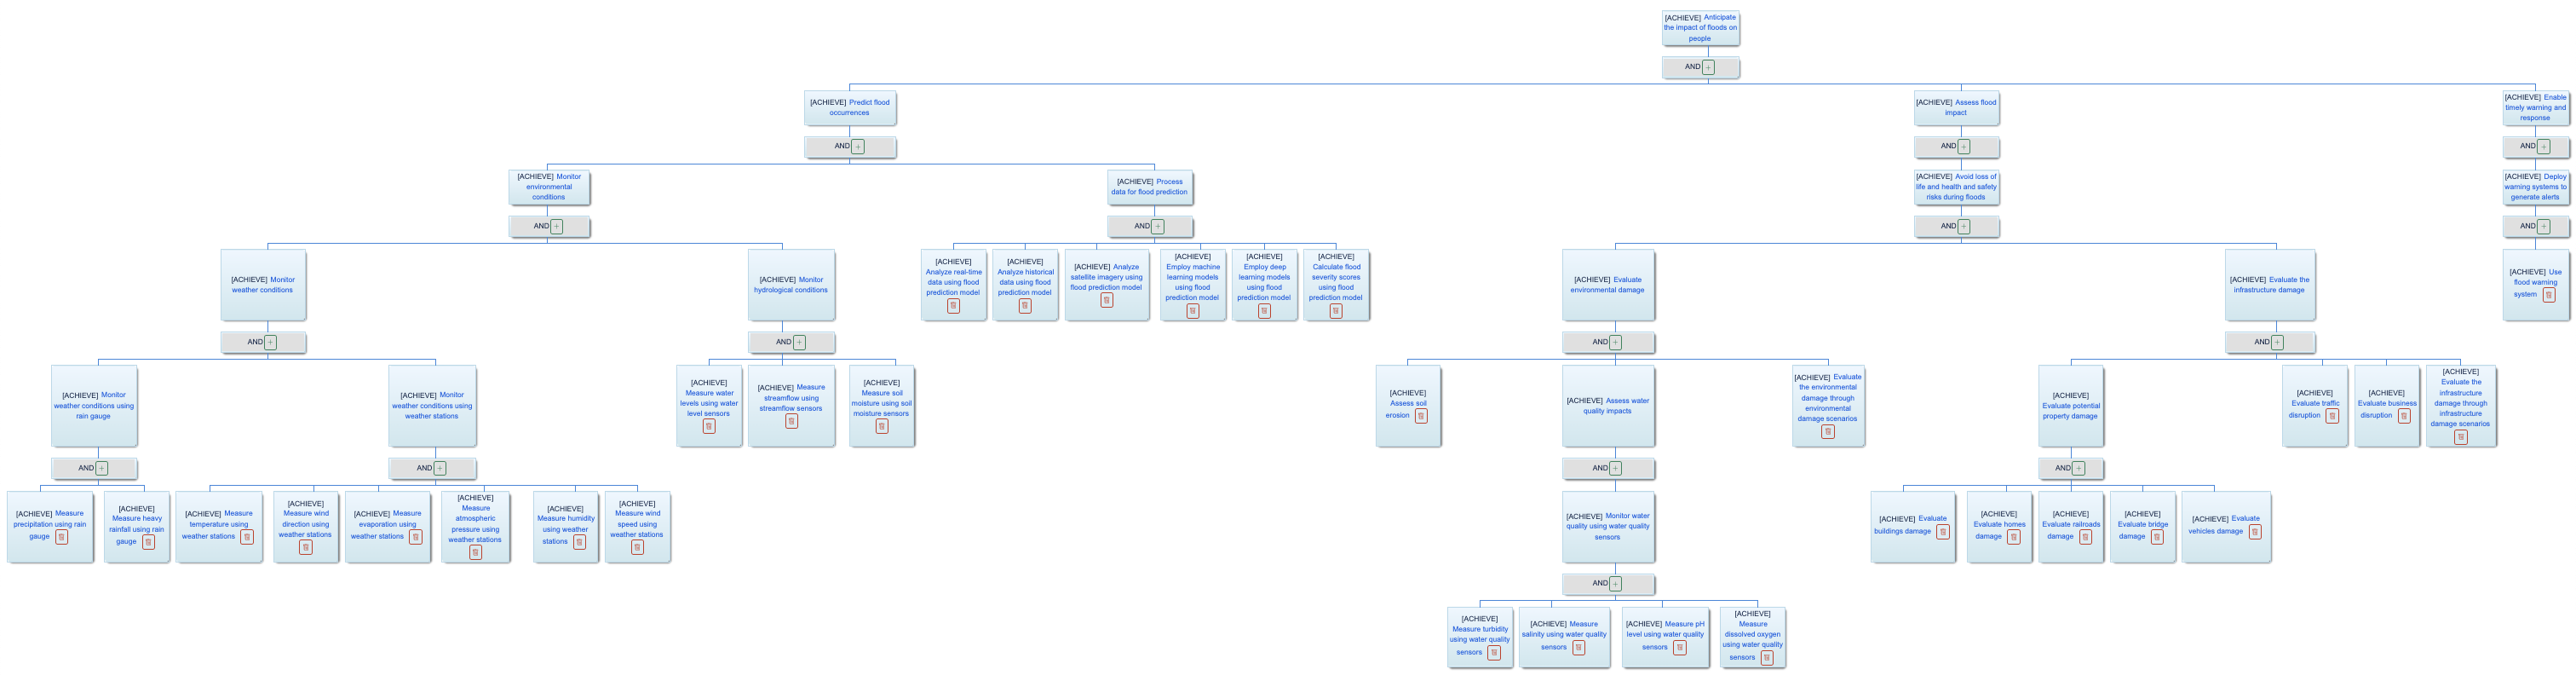 [ACHIEVE] Anticipate
the impact of floods on
people
AND +
[ACHIEVE] Predict flood
occurrences
[ACHIEVE] Assess flood
impact
[ACHIEVE] Enable
timely warning and
response
AND +
AND +
AND +
[ACHIEVE] Monitor
environmental
conditions
[ACHIEVE] Process
data for flood prediction
[ACHIEVE] Avoid loss of
life and health and safety
risks during floods
[ACHIEVE] Deploy
warning systems to
generate alerts
AND +
AND +
AND +
AND +
[ACHIEVE] Monitor
weather conditions
[ACHIEVE] Monitor
hydrological conditions
[ACHIEVE]
Analyze real-time
data using flood
prediction model
[ACHIEVE]
Analyze historical
data using flood
prediction model
[ACHIEVE] Analyze
satellite imagery using
flood prediction model
[ACHIEVE]
Employ machine
learning models
using flood
prediction model
[ACHIEVE]
Employ deep
learning models
using flood
prediction model
[ACHIEVE]
Calculate flood
severity scores
using flood
prediction model
[ACHIEVE] Evaluate
environmental damage
[ACHIEVE] Evaluate the
infrastructure damage
[ACHIEVE] Use
flood warning
system
AND +
AND +
AND +
AND +
[ACHIEVE] Monitor
weather conditions using
rain gauge
[ACHIEVE] Monitor
weather conditions using
weather stations
[ACHIEVE]
Measure water
levels using water
level sensors
[ACHIEVE] Measure
streamflow using
streamflow sensors
[ACHIEVE]
Measure soil
moisture using soil
moisture sensors
[ACHIEVE]
Assess soil
erosion
[ACHIEVE] Assess water
quality impacts
[ACHIEVE] Evaluate
the environmental
damage through
environmental
damage scenarios
[ACHIEVE]
Evaluate potential
property damage
[ACHIEVE]
Evaluate traffic
disruption
[ACHIEVE]
Evaluate business
disruption
[ACHIEVE]
Evaluate the
infrastructure
damage through
infrastructure
damage scenarios
AND +
AND +
AND +
AND +
[ACHIEVE] Measure
precipitation using rain
gauge
[ACHIEVE]
Measure heavy
rainfall using rain
gauge
[ACHIEVE] Measure
temperature using
weather stations
[ACHIEVE]
Measure wind
direction using
weather stations
[ACHIEVE] Measure
evaporation using
weather stations
[ACHIEVE]
Measure
atmospheric
pressure using
weather stations
[ACHIEVE]
Measure humidity
using weather
stations
[ACHIEVE]
Measure wind
speed using
weather stations
[ACHIEVE] Monitor water
quality using water quality
sensors
[ACHIEVE] Evaluate
buildings damage
[ACHIEVE]
Evaluate homes
damage
[ACHIEVE]
Evaluate railroads
damage
[ACHIEVE]
Evaluate bridge
damage
[ACHIEVE] Evaluate
vehicles damage
AND +
[ACHIEVE]
Measure turbidity
using water quality
sensors
[ACHIEVE] Measure
salinity using water quality
sensors
[ACHIEVE] Measure pH
level using water quality
sensors
[ACHIEVE]
Measure
dissolved oxygen
using water quality
sensors